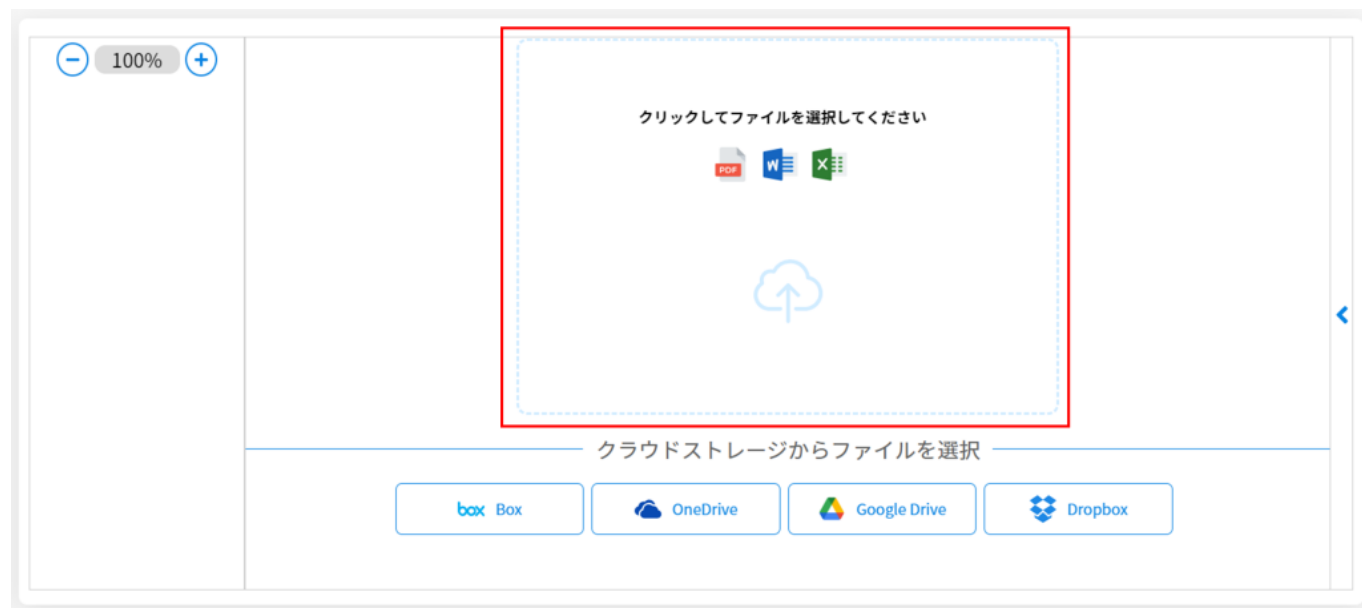 100%
クリックしてファイルを選択してください
PDF W X
クラウドストレージからファイルを選択
box Box OneDrive Google Drive Dropbox